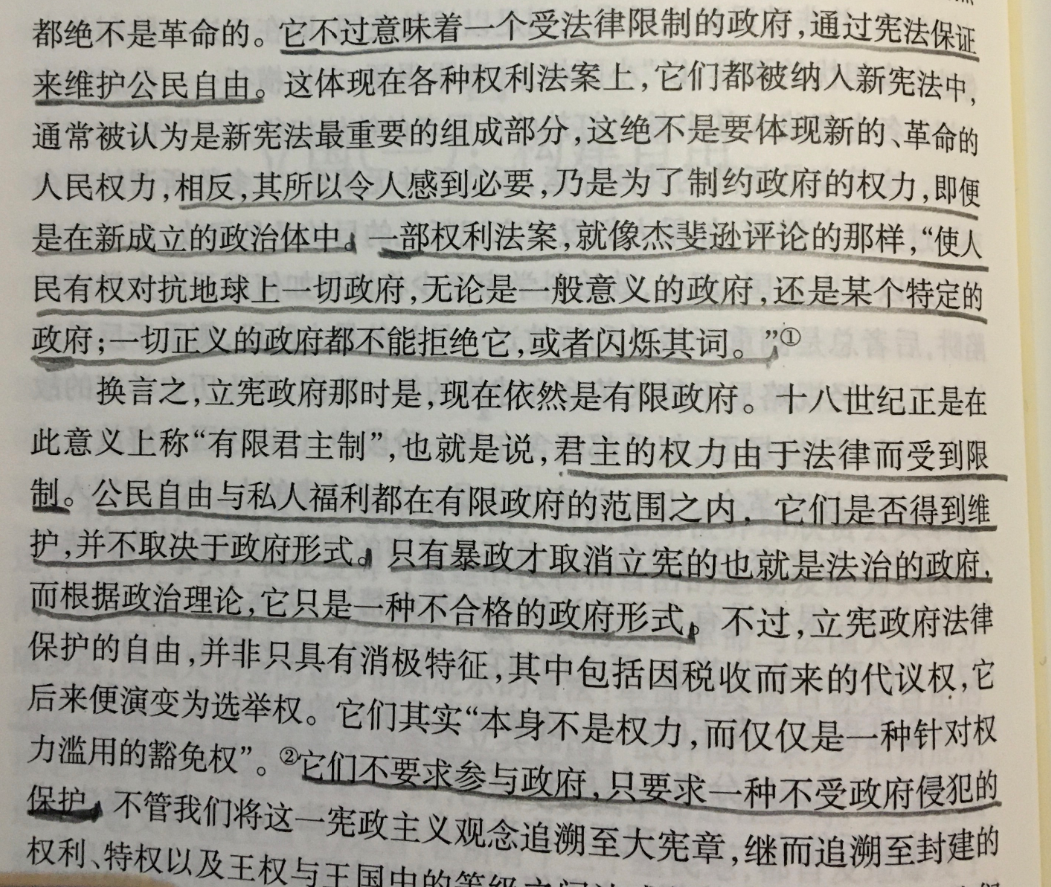 都绝不是革命的。它不过意味着一个受法律限制的政府，通过宪法保证
来维护公民自由。这体现在各种权利法案上，它们都被纳入新宪法中，
通常被认为是新宪法最重要的组成部分，这绝不是要体现新的、革命的
人民权力，相反，其所以令人感到必要，乃是为了制约政府的权力，即便
是在新成立的政治体中。一部权利法案，就像杰斐逊评论的那样，“使人
民有权对抗地球上一切政府，无论是一般意义的政府，还是某个特定的
政府；一切正义的政府都不能拒绝它，或者闪烁其词。”①
换言之，立宪政府那时是，现在依然是有限政府。十八世纪正是在
此意义上称“有限君主制”，也就是说，君主的权力由于法律而受到限
制。公民自由与私人福利都在有限政府的范围之内，它们是否得到维
护，并不取决于政府形式。只有暴政才取消立宪的也就是法治的政府，
而根据政治理论，它只是一种不合格的政府形式。不过，立宪政府法律
保护的自由，并非只具有消极特征，其中包括因税收而来的代议权，它
后来便演变为选举权。它们其实“本身不是权力，而仅仅是一种针对权
力滥用的豁免权”。②它们不要求参与政府，只要求一种不受政府侵犯的
保护。不管我们将这一宪政主义观念追溯至大宪章，继而追溯至封建的
权利、特权以及王权与王国中的等级之间